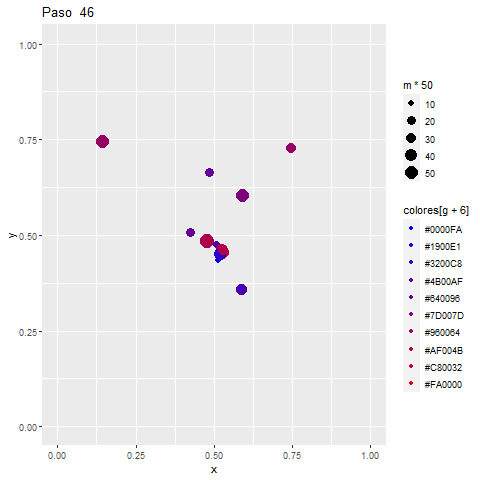 Paso  46
1.00
0.75
0.50
0.25
0.00
y
0.00
0.25
0.50
0.75
1.00
x
m * 50
10
20
30
40
50
colores[g + 6]
#0000FA
#1900E1
#3200C8
#4B00AF
#640096
#7D007D
#960064
#AF004B
#C80032
#FA0000